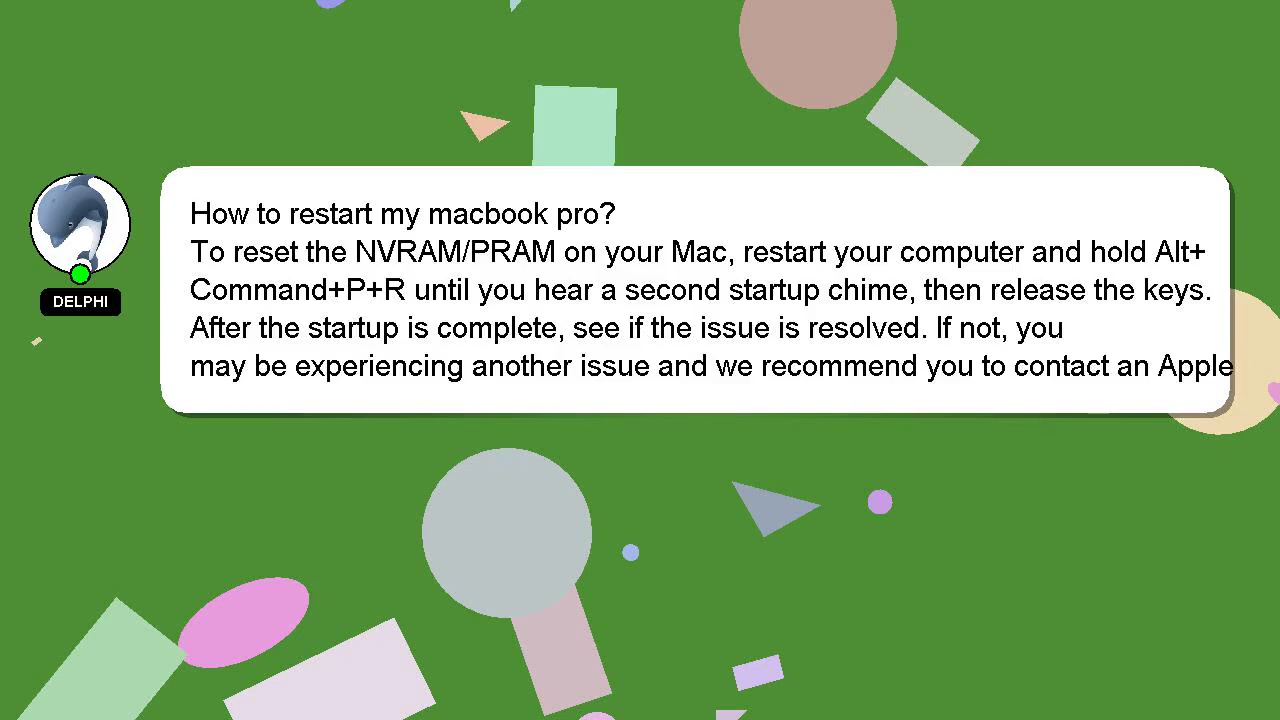 How to restart my macbook pro?
To reset the NVRAM/PRAM on your Mac, restart your computer and hold Alt+
Command+P+R until you hear a second startup chime, then release the keys.
After the startup is complete, see if the issue is resolved. If not, you
may be experiencing another issue and we recommend you to contact an Apple
DELPHI